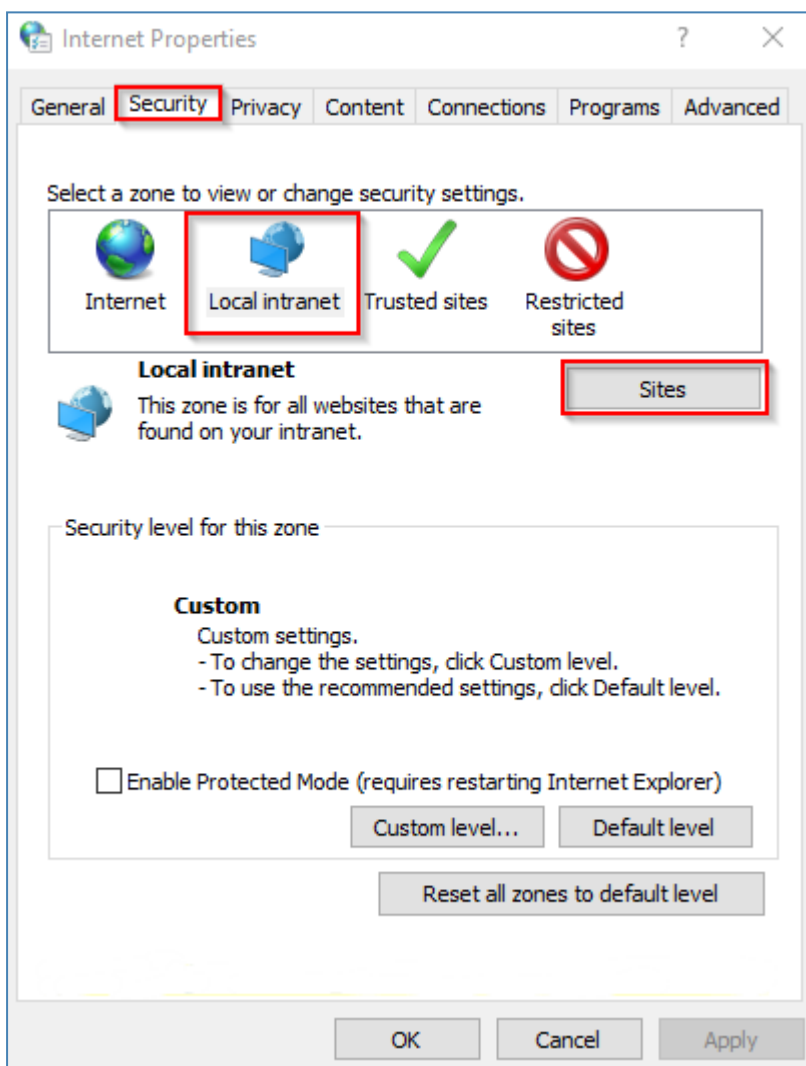 Internet Properties
?
General Security Privacy Content Connections Programs Advanced
Select a zone to view or change security settings.
Internet Local intranet Trusted sites Restricted
sites
Local intranet
Sites
This zone is for all websites that are
found on your intranet.
Security level for this zone
Custom
Custom settings.
- To change the settings, click Custom level.
- To use the recommended settings, click Default level.
Enable Protected Mode (requires restarting Internet Explorer)
Custom level... Default level
Reset all zones to default level
OK Cancel Apply